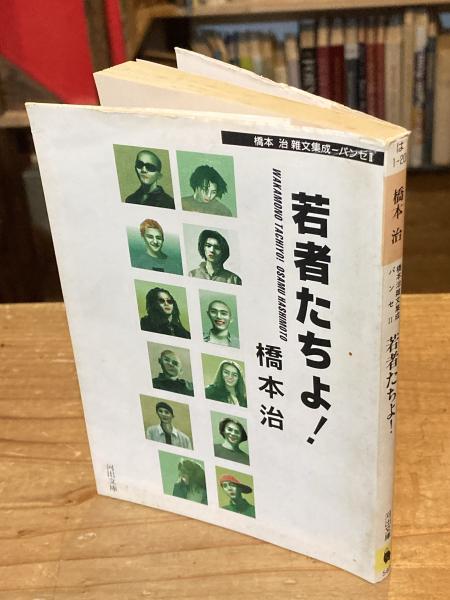 橋本 治 雑文集成－パンセⅡ
若者たちよ！
WAKAMONO TACHIYO! OSAMU HASHIMOTO
橋本治
河出文庫
は
1-20
橋本 治
橋本治雑文集成
パンセⅡ
若者たちよ！
河出文庫